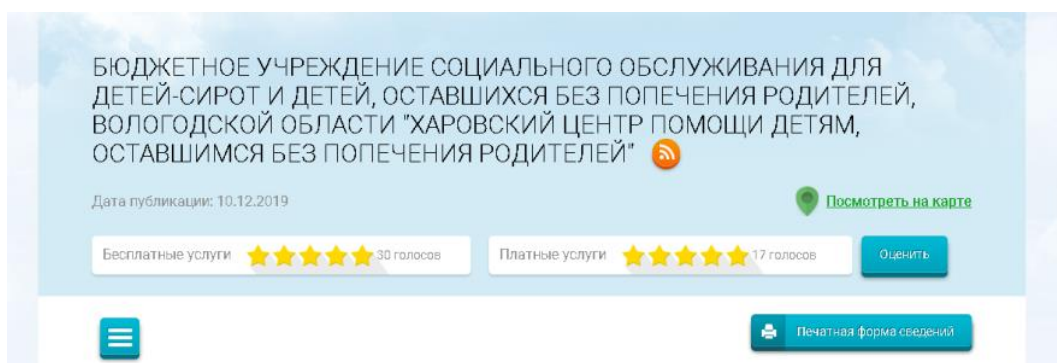 БЮДЖЕТНОЕ УЧРЕЖДЕНИЕ СОЦИАЛЬНОГО ОБСЛУЖИВАНИЯ ДЛЯ
ДЕТЕЙ-СИРОТ И ДЕТЕЙ, ОСТАВШИХСЯ БЕЗ ПОПЕЧЕНИЯ РОДИТЕЛЕЙ,
ВОЛОГОДСКОЙ ОБЛАСТИ "ХАРОВСКИЙ ЦЕНТР ПОМОЩИ ДЕТЯМ,
ОСТАВШИМСЯ БЕЗ ПОПЕЧЕНИЯ РОДИТЕЛЕЙ"
Дата публикации: 10.12.2019 Посмотреть на карте
Бесплатные услуги 30 голосов Платные услуги 17 голосов Оценить
Печатная форма сведений